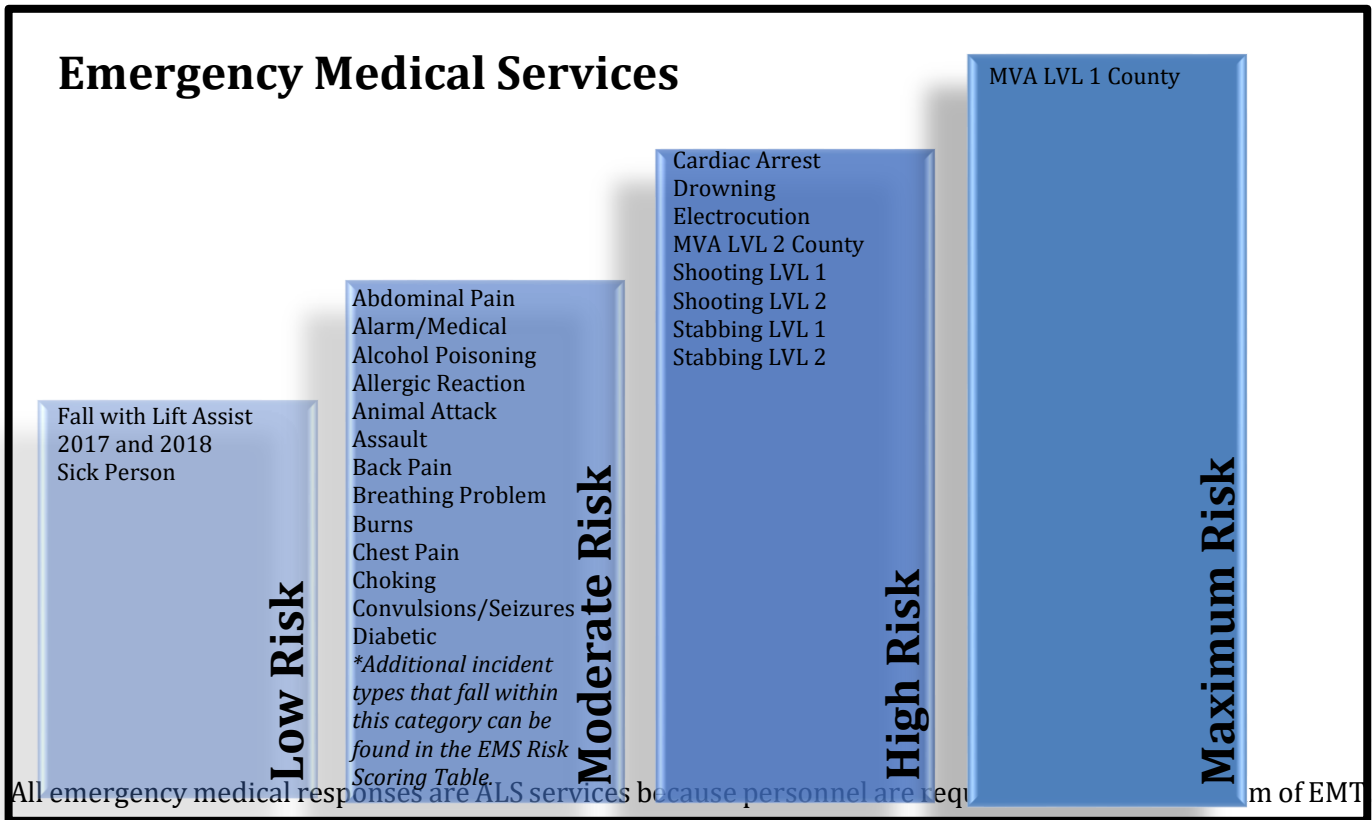 Emergency Medical Services
Fall with Lift Assist
2017 and 2018
Sick Person
Low Risk
Abdominal Pain
Alarm/Medical
Alcohol Poisoning
Allergic Reaction
Animal Attack
Assault
Back Pain
Breathing Problem
Burns
Chest Pain
Choking
Convulsions/Seizures
Diabetic
*Additional incident
types that fall within
this category can be
found in the EMS Risk
Scoring Table.
Moderate Risk
Cardiac Arrest
Drowning
Electrocution
MVA LVL 2 County
Shooting LVL 1
Shooting LVL 2
Stabbing LVL 1
Stabbing LVL 2
High Risk
MVA LVL 1 County
Maximum Risk
All emergency medical responses are ALS services because personnel are requ m of EMT